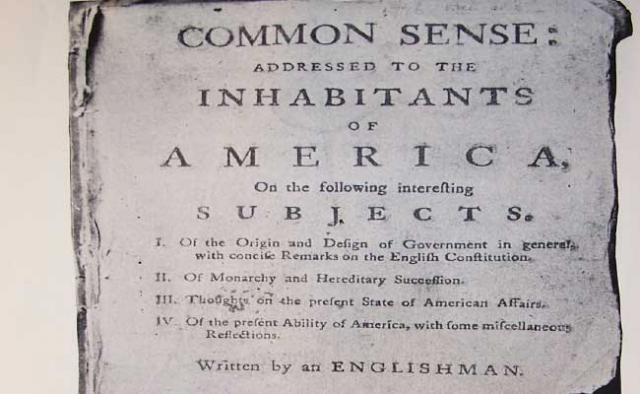 COMMON SENSE:
ADDRESSED TO THE
INHABITANTS
OF
AMERICA,
On the following intereſting
SUBJECTS.
I. Of the Origin and Deſign of Government in general,
with conciſe Remarks on the Engliſh Conſtitution.
II. Of Monarchy and Hereditary Succeſſion.
III. Thoughts on the preſent State of American Affairs.
IV. Of the preſent Ability of America, with ſome miſcellaneous
Reflections.
Written by an ENGLISHMAN.